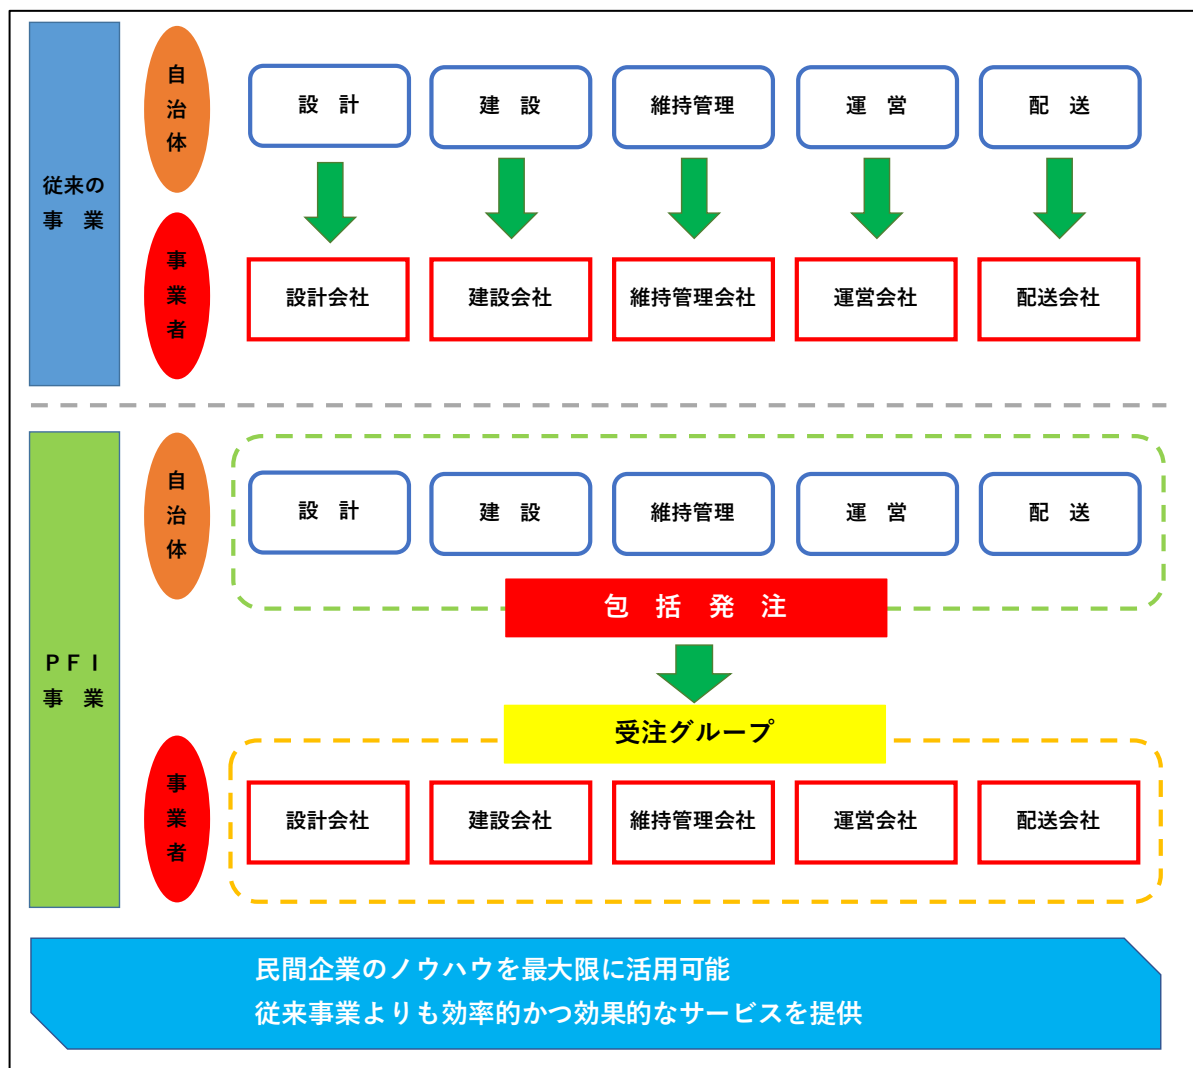 従来の
事　業
自治体
設　計
建　設
維持管理
運　営
配　送
事業者
設計会社
建設会社
維持管理会社
運営会社
配送会社
ＰＦＩ
事　業
自治体
設　計
建　設
維持管理
運　営
配　送
包　括　発　注
受注グループ
事業者
設計会社
建設会社
維持管理会社
運営会社
配送会社
民間企業のノウハウを最大限に活用可能
従来事業よりも効率的かつ効果的なサービスを提供